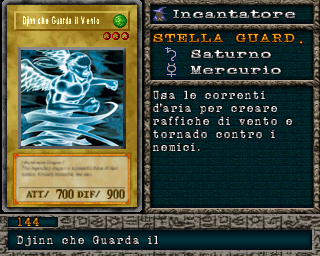 Djinn che Guarda il Vento
ATT/ 700 DIF/ 900
Incantatore
STELLA GUARD.
Saturno
Mercurio
Usa le correnti
d'aria per creare
raffiche di vento e
tornado contro i
nemici.
144
Djinn che Guarda il